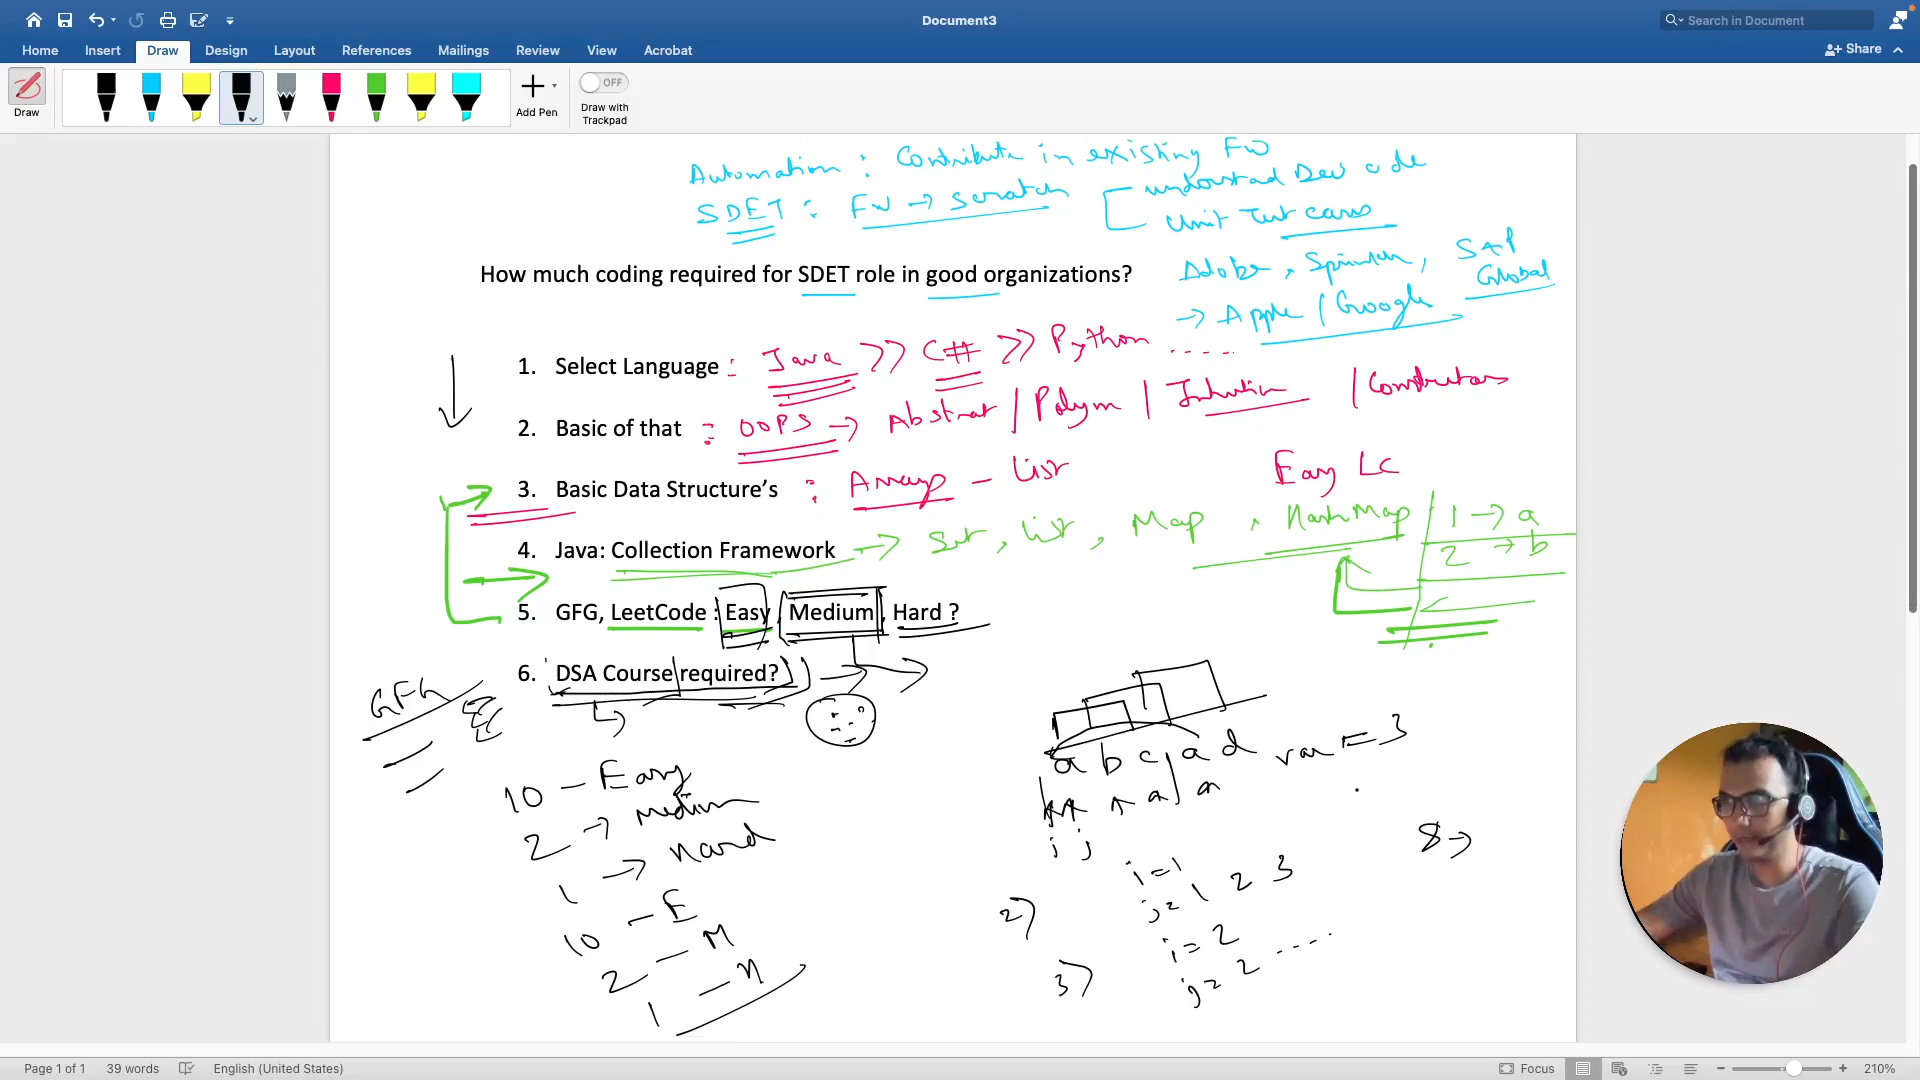 Document3
Search in Document
Home Insert Draw Design Layout References Mailings Review View Acrobat
Share
Draw
Add Pen
OFF
Draw with
Trackpad
Automation : Contribute in existing FW
SDET : FW → scratch
Dev code
Unit Test cases
How much coding required for SDET role in good organizations?
Adobe, SAP
Global
→ Apple / Google
1. Select Language : Java >> C# >> Python .....
2. Basic of that : OOPS → Abstract / Polym /
3. Basic Data Structure's : Arrays - List
Easy LC
4. Java: Collection Framework → Set, List, Map, HashMap
1 → a
2 → b
5. GFG, LeetCode : Easy, Medium, Hard ?
6. DSA Course required?
GFG
10 - Easy
2 → medium
1 → Hard
10 - E
2 - M
1 - H
a b c a d var = 3
i j
i=1
j= 1 2 3
i= 2
j= 2 ....
2)
3)
8→
Page 1 of 1 39 words English (United States)
Focus
210%